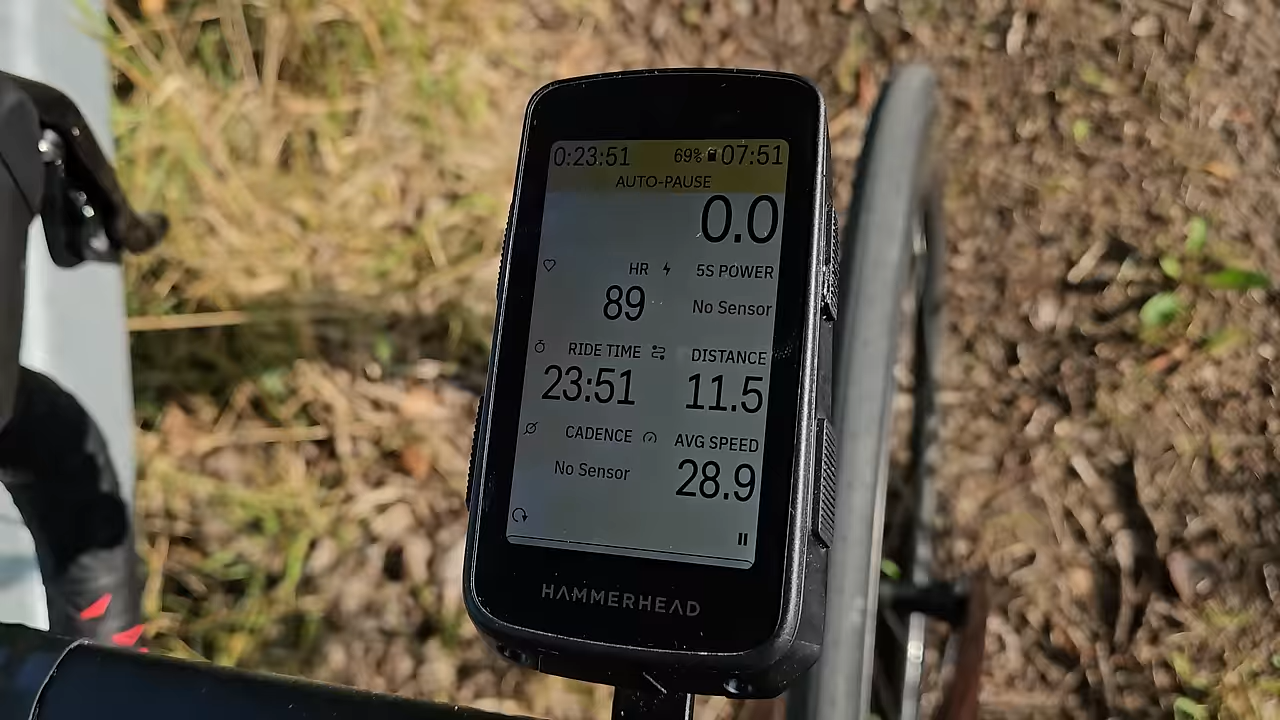 0:23:51 69% 07:51
AUTO-PAUSE
0.0
HR 5S POWER
89 No Sensor
RIDE TIME DISTANCE
23:51 11.5
CADENCE AVG SPEED
No Sensor 28.9
HAMMERHEAD